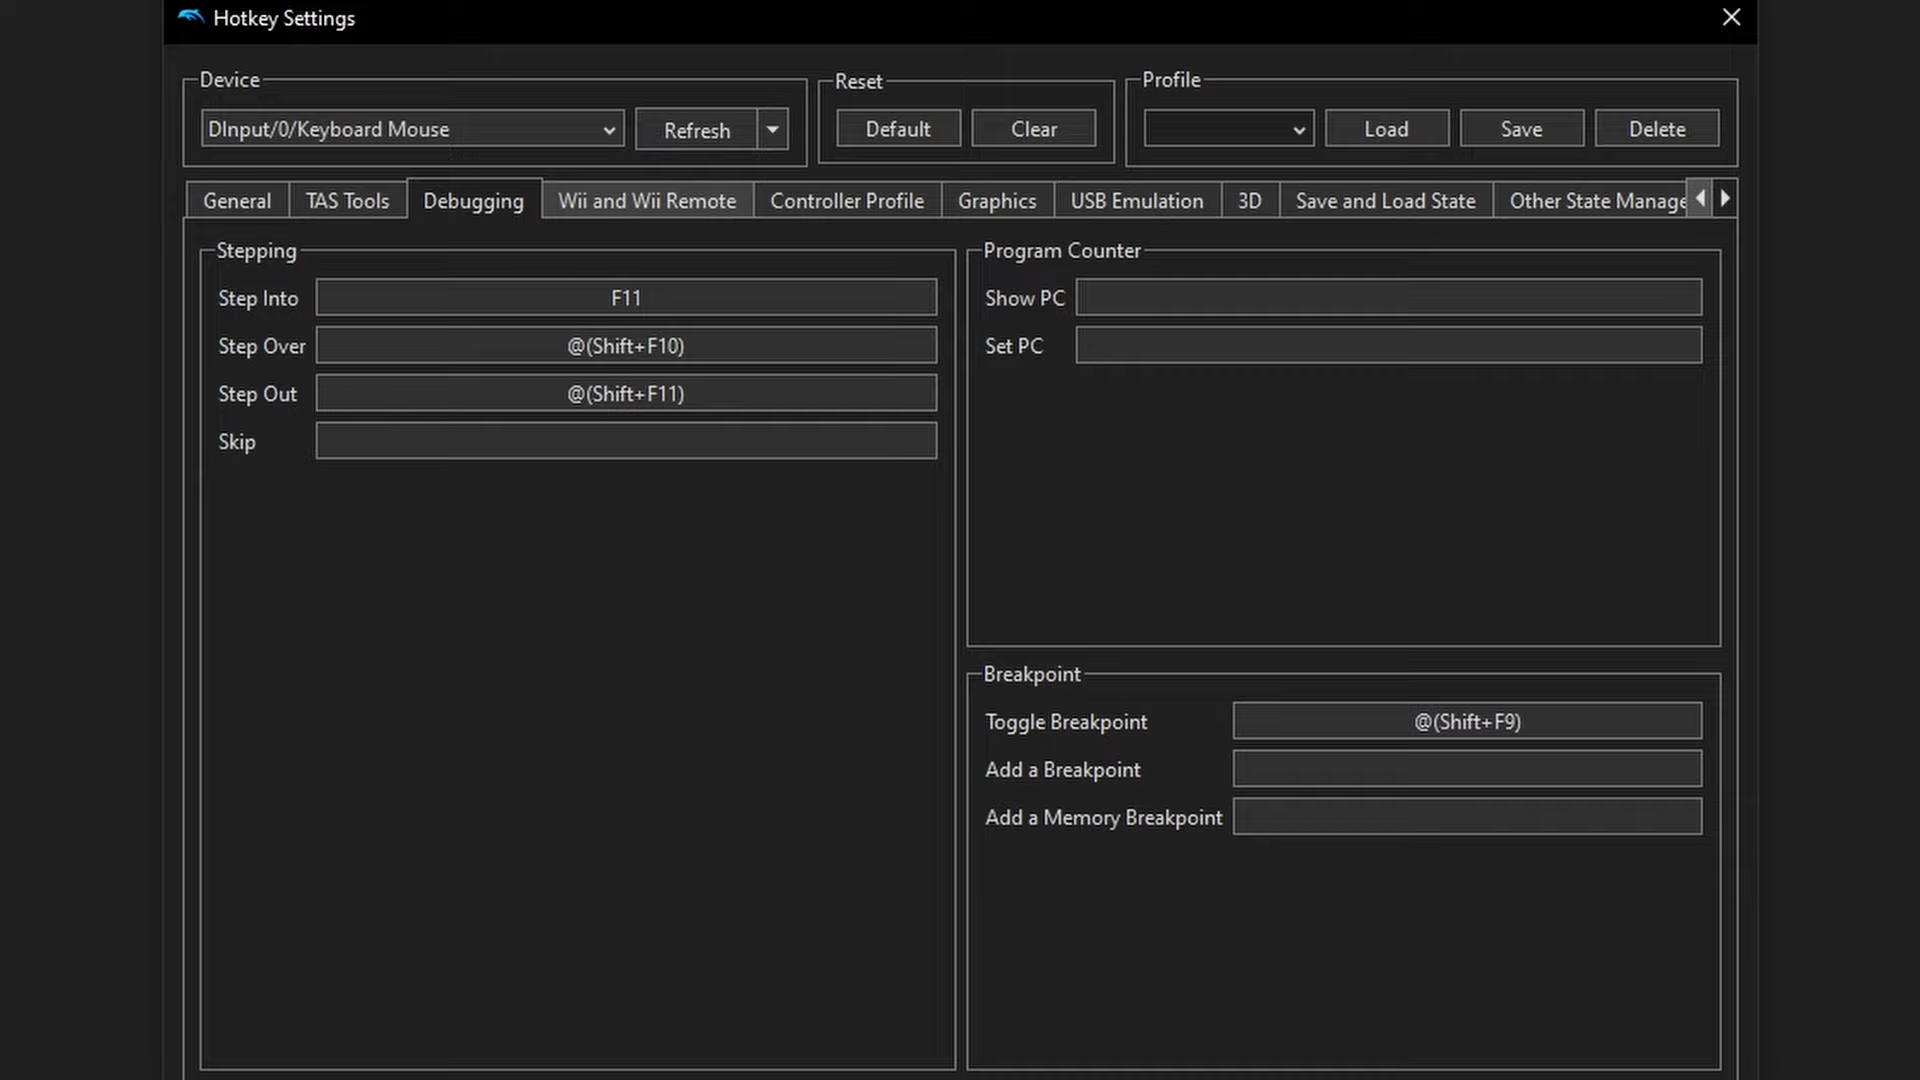 Hotkey Settings
Device
Reset
Profile
DInput/0/Keyboard Mouse
Refresh
Default
Clear
Load
Save
Delete
General
TAS Tools
Debugging
Wii and Wii Remote
Controller Profile
Graphics
USB Emulation
3D
Save and Load State
Other State Manage
Stepping
Step Into
F11
Step Over
@(Shift+F10)
Step Out
@(Shift+F11)
Skip
Program Counter
Show PC
Set PC
Breakpoint
Toggle Breakpoint
@(Shift+F9)
Add a Breakpoint
Add a Memory Breakpoint